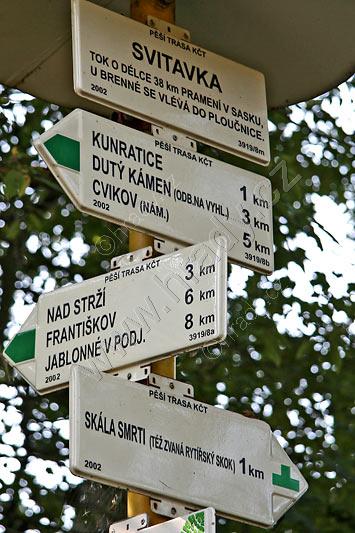 PĚŠÍ TRASA KČT
SVITAVKA
TOK O DÉLCE 38 km PRAMENÍ V SASKU,
U BRENNÉ SE VLÉVÁ DO PLOUČNICE.
2002
3919/8m
PĚŠÍ TRASA KČT
KUNRATICE 1 km
DUTÝ KÁMEN (ODB.NA VYHL.) 3 km
CVIKOV (NÁM.) 5 km
2002
3919/8b
PĚŠÍ TRASA KČT
NAD STRŽÍ 3 km
FRANTIŠKOV 6 km
JABLONNÉ V PODJ. 8 km
2002
3919/8a
PĚŠÍ TRASA KČT
SKÁLA SMRTI (TÉŽ ZVANÁ RYTÍŘSKÝ SKOK) 1 km
2002